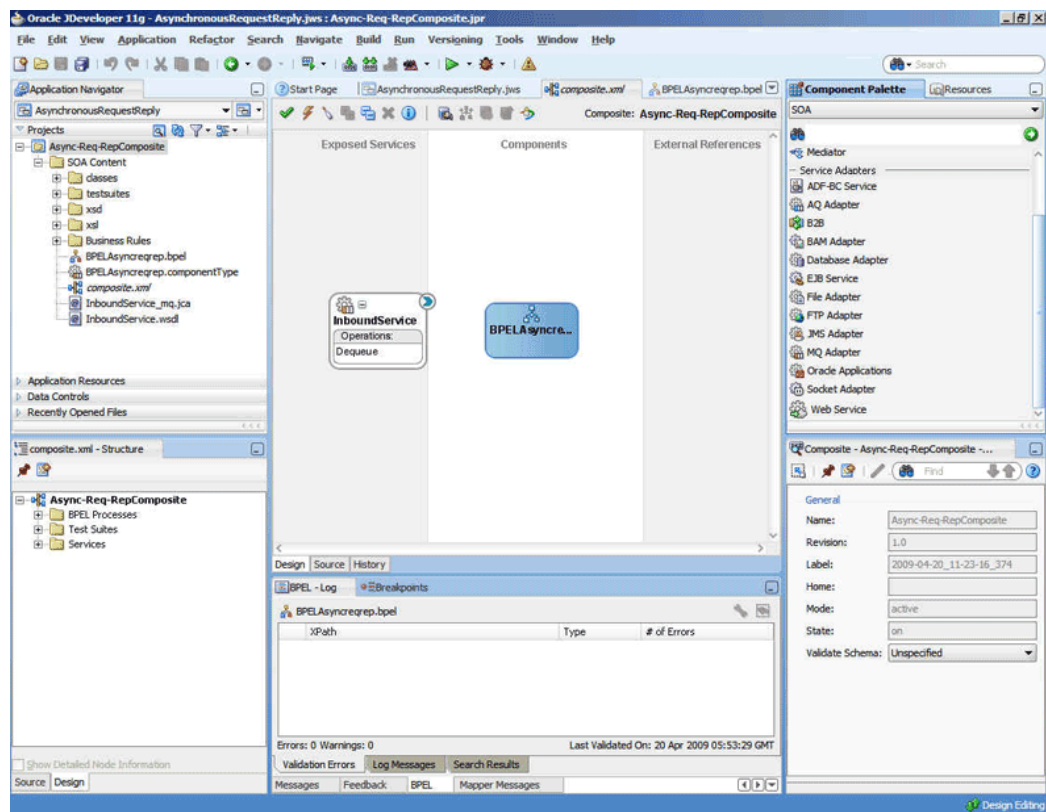 Oracle JDeveloper 11g - AsynchronousRequestReply.jws : Async-Req-RepComposite.jpr
File Edit View Application Refactor Search Navigate Build Run Versioning Tools Window Help
Search
Application Navigator
AsynchronousRequestReply
Projects
Async-Req-RepComposite
SOA Content
classes
testsuites
xsd
xsl
Business Rules
BPELAsyncreqrep.bpel
BPELAsyncreqrep.componentType
composite.xml
InboundService_mq.jca
InboundService.wsdl
Application Resources
Data Controls
Recently Opened Files
composite.xml - Structure
Async-Req-RepComposite
BPEL Processes
Test Suites
Services
Show Detailed Node Information
Source Design
Start Page AsynchronousRequestReply.jws composite.xml BPELAsyncreqrep.bpel
Composite: Async-Req-RepComposite
Exposed Services Components External References
InboundService
Operations:
Dequeue
BPELAsyncre...
Design Source History
BPEL - Log Breakpoints
BPELAsyncreqrep.bpel
XPath Type # of Errors
Errors: 0 Warnings: 0 Last Validated On: 20 Apr 2009 05:53:29 GMT
Validation Errors Log Messages Search Results
Messages Feedback BPEL Mapper Messages
Component Palette Resources
SOA
Mediator
Service Adapters
ADF-BC Service
AQ Adapter
B2B
BAM Adapter
Database Adapter
EJB Service
File Adapter
FTP Adapter
JMS Adapter
MQ Adapter
Oracle Applications
Socket Adapter
Web Service
Composite - Async-Req-RepComposite -...
Find
General
Name: Async-Req-RepComposite
Revision: 1.0
Label: 2009-04-20_11-23-16_374
Home:
Mode: active
State: on
Validate Schema: Unspecified
Design Editing